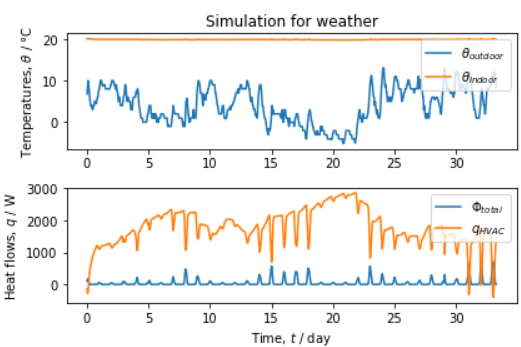 Simulation for weather
Temperatures, θ / °C
20
10
0
θoutdoor
θindoor
0 5 10 15 20 25 30
Heat flows, q / W
3000
2000
1000
0
Φtotal
qHVAC
0 5 10 15 20 25 30
Time, t / day